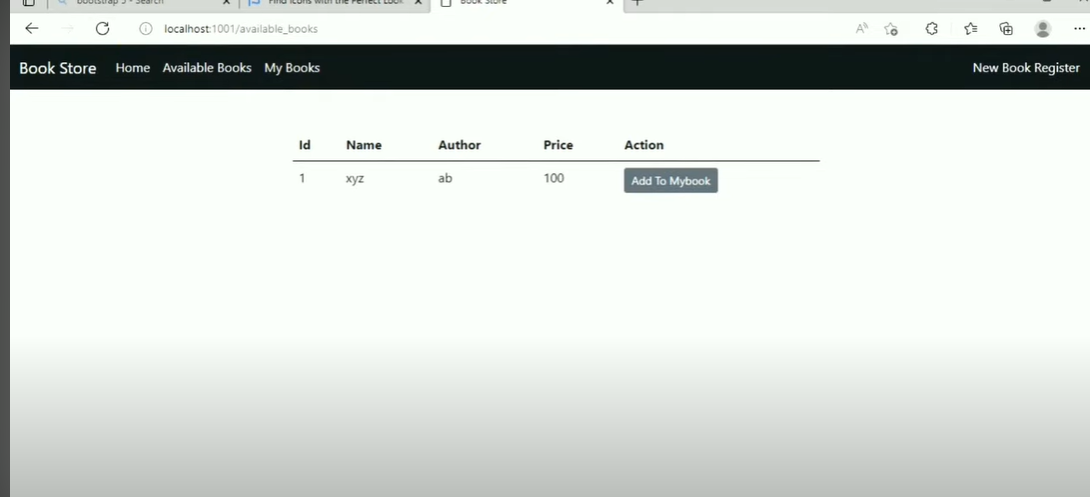 bootstrap 5 - Search
Find Icons with the Perfect Look
Book Store
localhost:1001/available_books
Book Store Home Available Books My Books New Book Register
Id Name Author Price Action
1 xyz ab 100 Add To Mybook